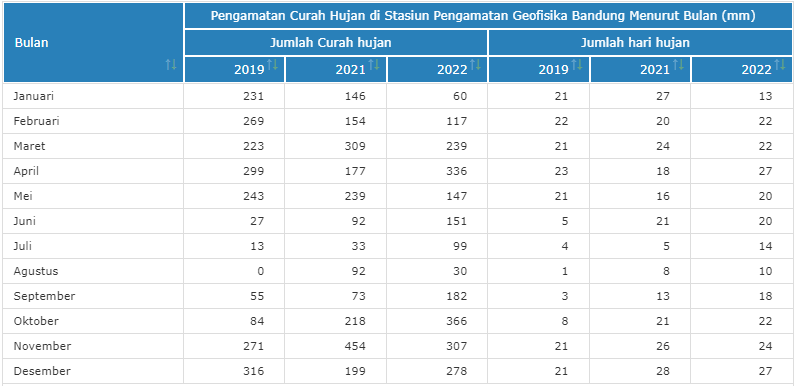 Pengamatan Curah Hujan di Stasiun Pengamatan Geofisika Bandung Menurut Bulan (mm)
Bulan Jumlah Curah hujan Jumlah hari hujan
2019 2021 2022 2019 2021 2022
Januari 231 146 60 21 27 13
Februari 269 154 117 22 20 22
Maret 223 309 239 21 24 22
April 299 177 336 23 18 27
Mei 243 239 147 21 16 20
Juni 27 92 151 5 21 20
Juli 13 33 99 4 5 14
Agustus 0 92 30 1 8 10
September 55 73 182 3 13 18
Oktober 84 218 366 8 21 22
November 271 454 307 21 26 24
Desember 316 199 278 21 28 27